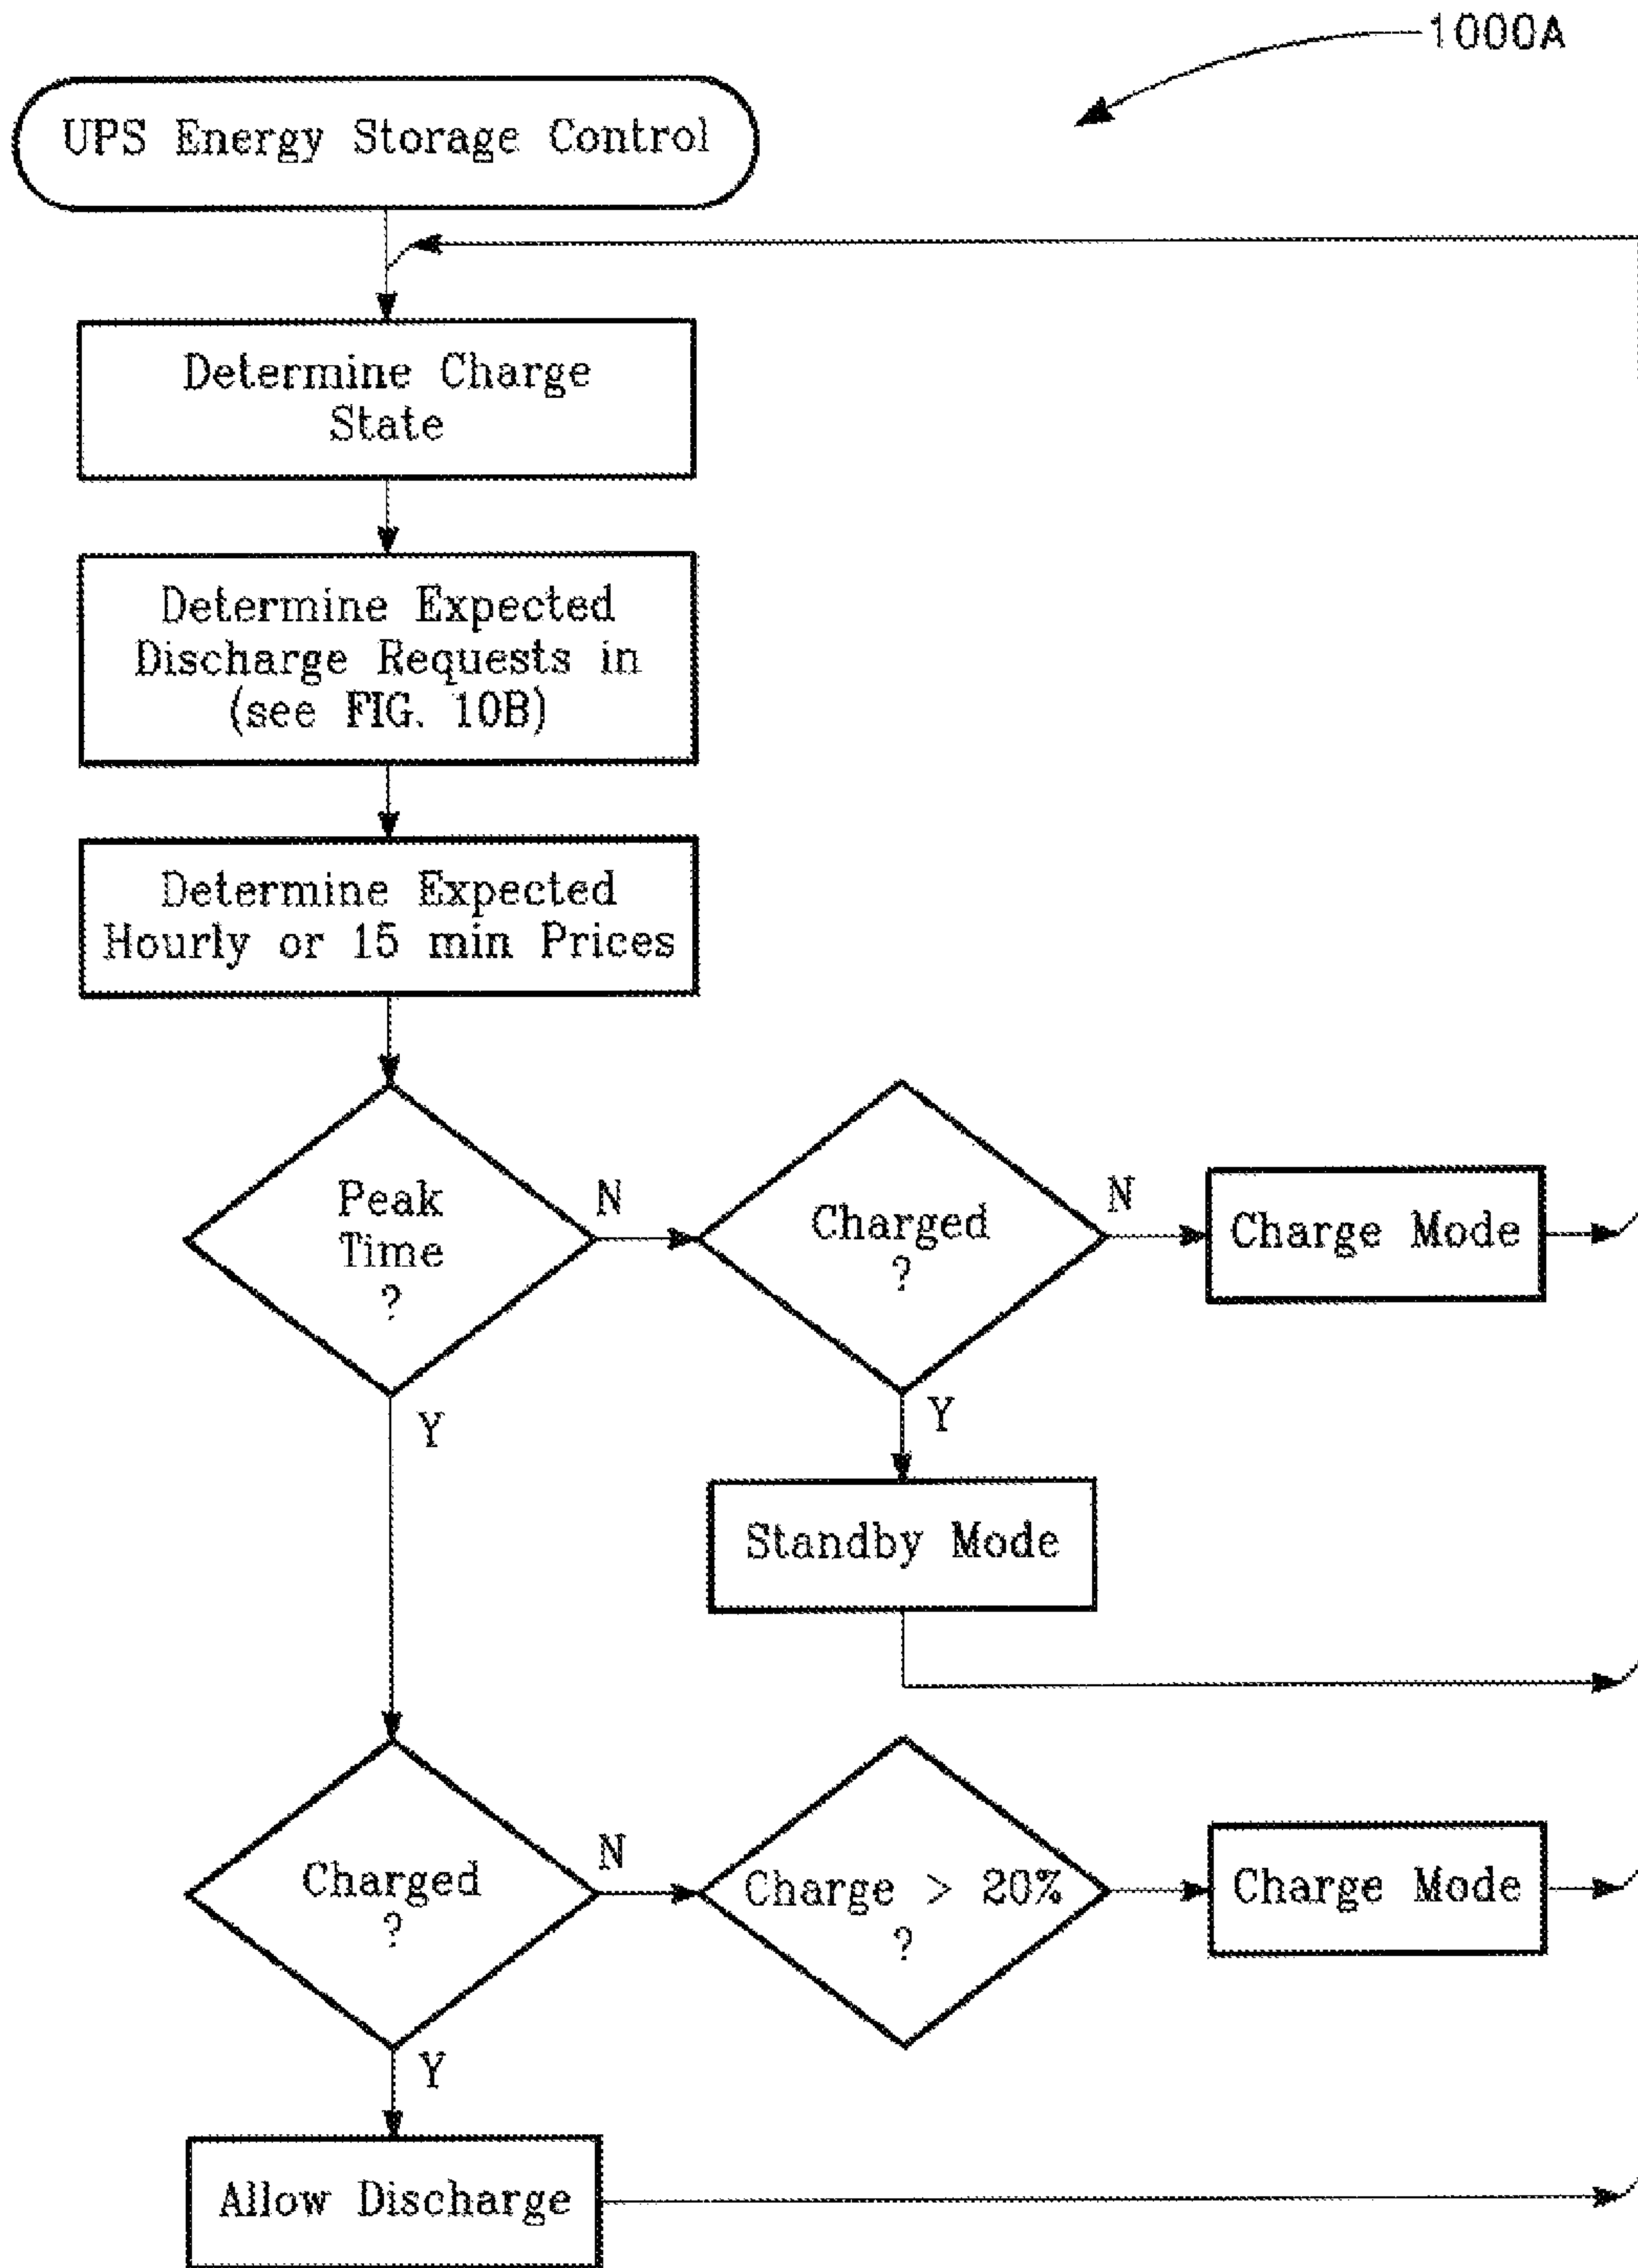 1000A
UPS Energy Storage Control
Determine Charge
State
Determine Expected
Discharge Requests in
(see FIG. 10B)
Determine Expected
Hourly or 15 min Prices
Peak
Time
?
N
Charged
?
N
Charge Mode
Y
Y
Standby Mode
Charged
?
N
Charge > 20%
?
Charge Mode
Y
Allow Discharge